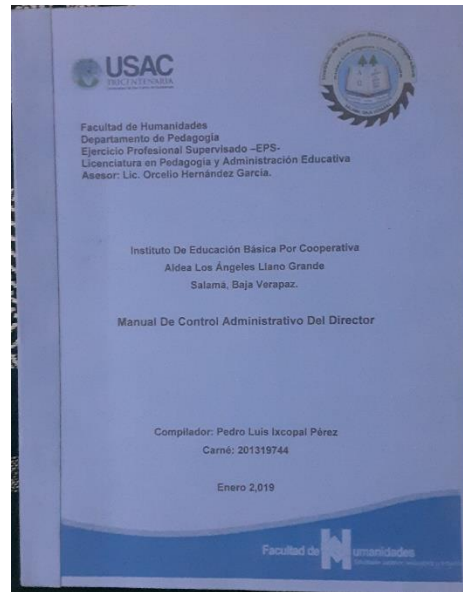 USAC
TRICENTENARIA
Facultad de Humanidades
Departamento de Pedagogía
Ejercicio Profesional Supervisado –EPS-
Licenciatura en Pedagogía y Administración Educativa
Asesor: Lic. Orcelio Hernández García.
Instituto De Educación Básica Por Cooperativa
Aldea Los Ángeles Llano Grande
Salamá, Baja Verapaz.
Manual De Control Administrativo Del Director
Compilador: Pedro Luis Ixcopal Pérez
Carné: 201319744
Enero 2,019
Facultad de Humanidades